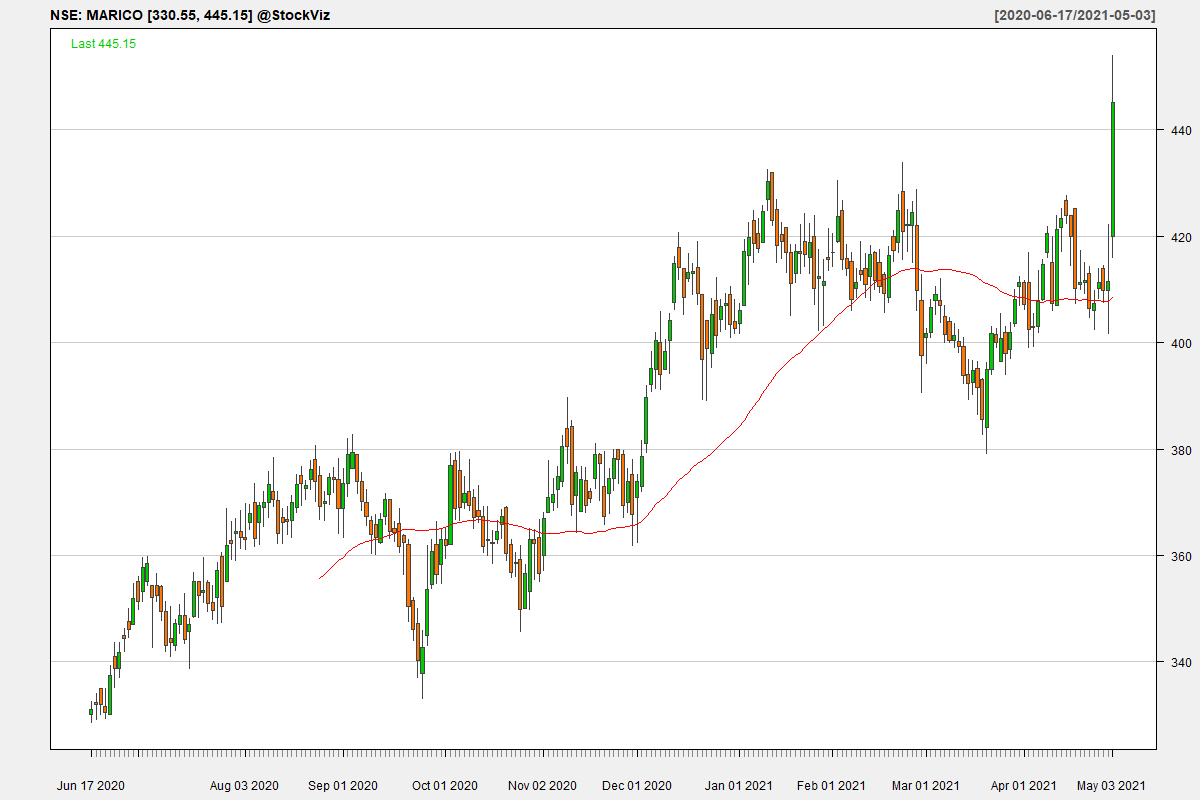 NSE: MARICO [330.55, 445.15] @StockViz [2020-06-17/2021-05-03]
Last 445.15
440
420
400
380
360
340
Jun 17 2020 Aug 03 2020 Sep 01 2020 Oct 01 2020 Nov 02 2020 Dec 01 2020 Jan 01 2021 Feb 01 2021 Mar 01 2021 Apr 01 2021 May 03 2021